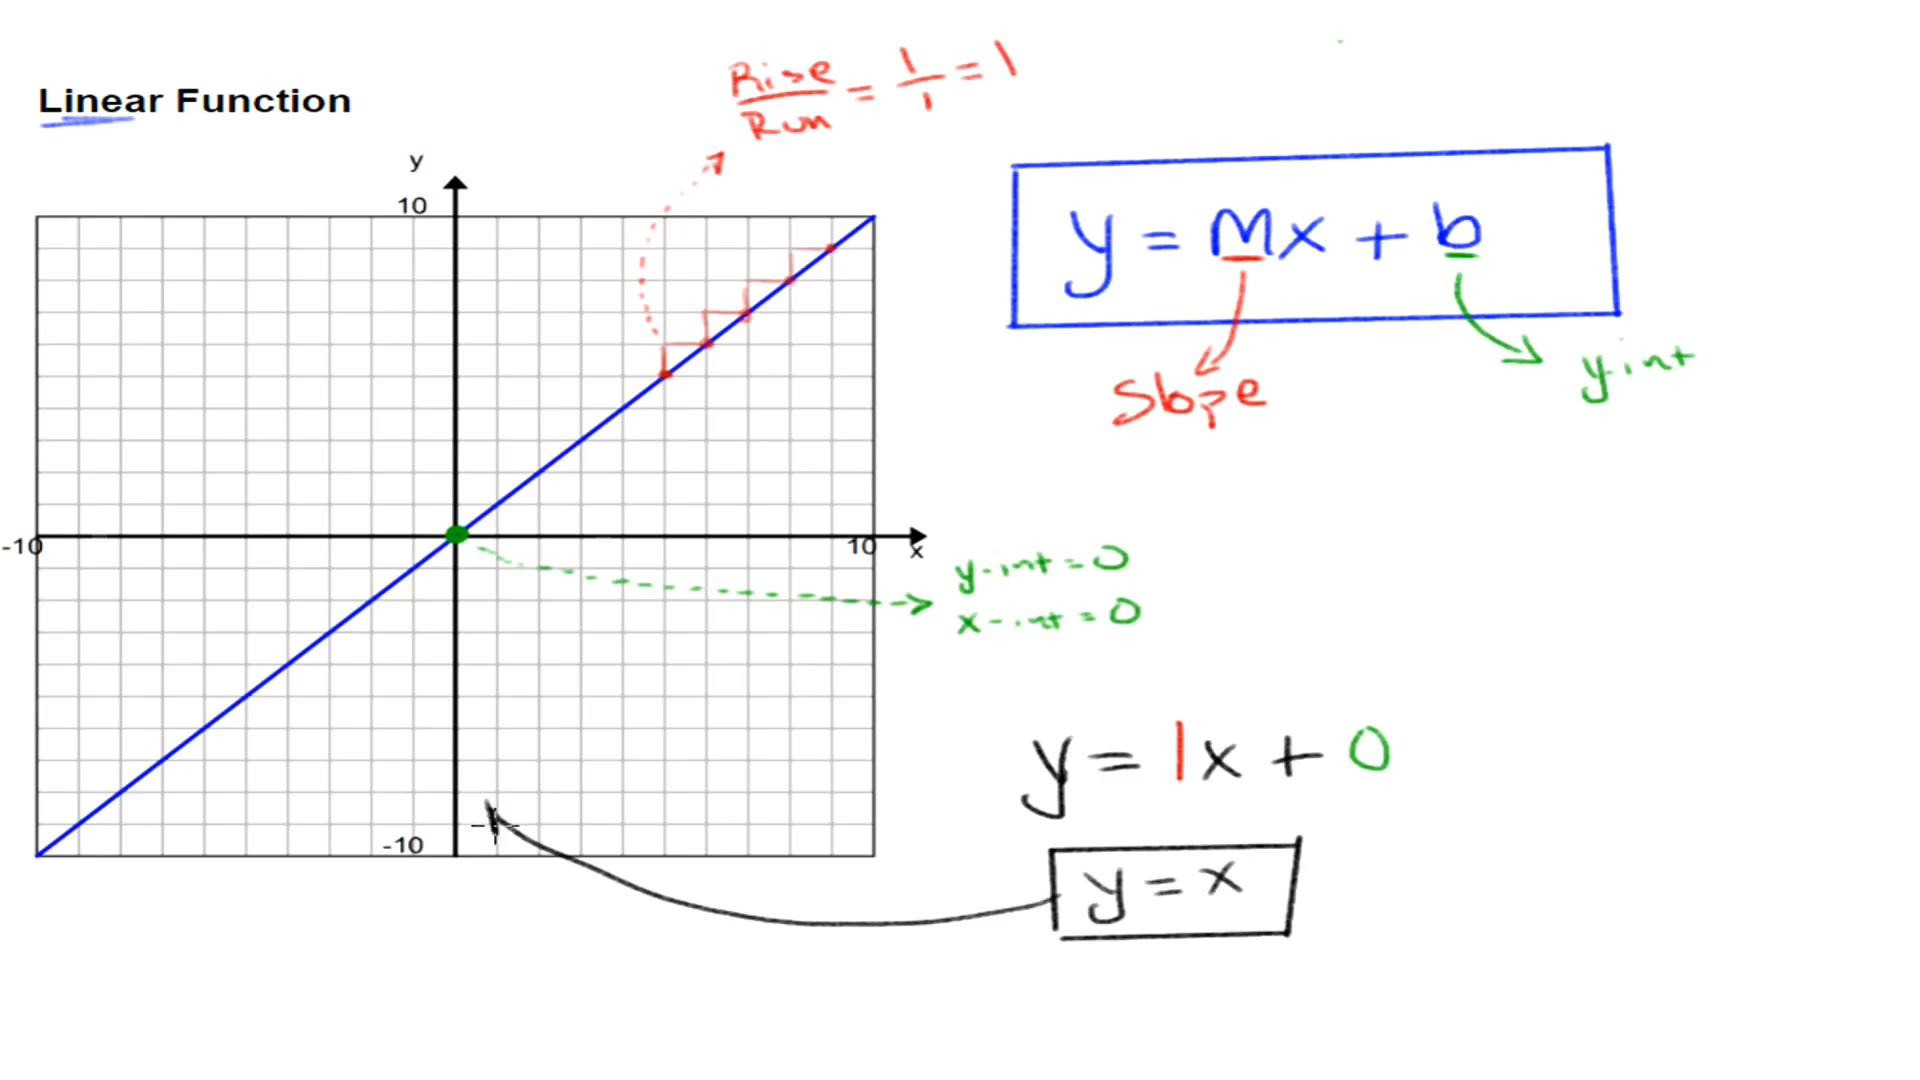 Linear Function
Rise
Run
= 1/1 = 1
y
10
-10
10
x
-10
y = mx + b
Slope
y int
y-int = 0
x-int = 0
y = 1x + 0
y = x